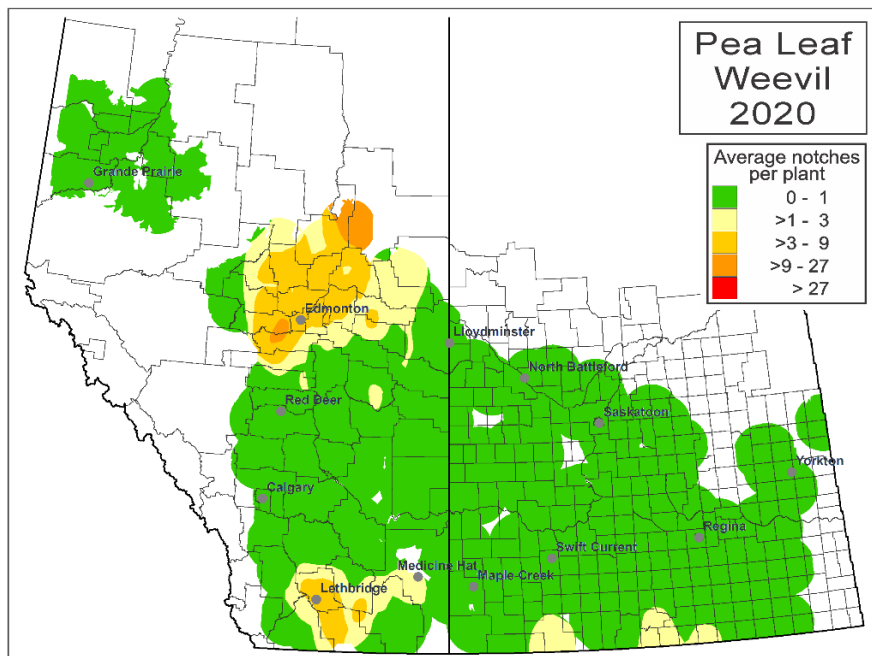 Pea Leaf
Weevil
2020
Average notches
per plant
0 - 1
>1 - 3
>3 - 9
>9 - 27
> 27
Grande Prairie
Edmonton
Lloydminster
North Battleford
Red Deer
Saskatoon
Yorkton
Calgary
Regina
Swift Current
Medicine Hat
Maple Creek
Lethbridge